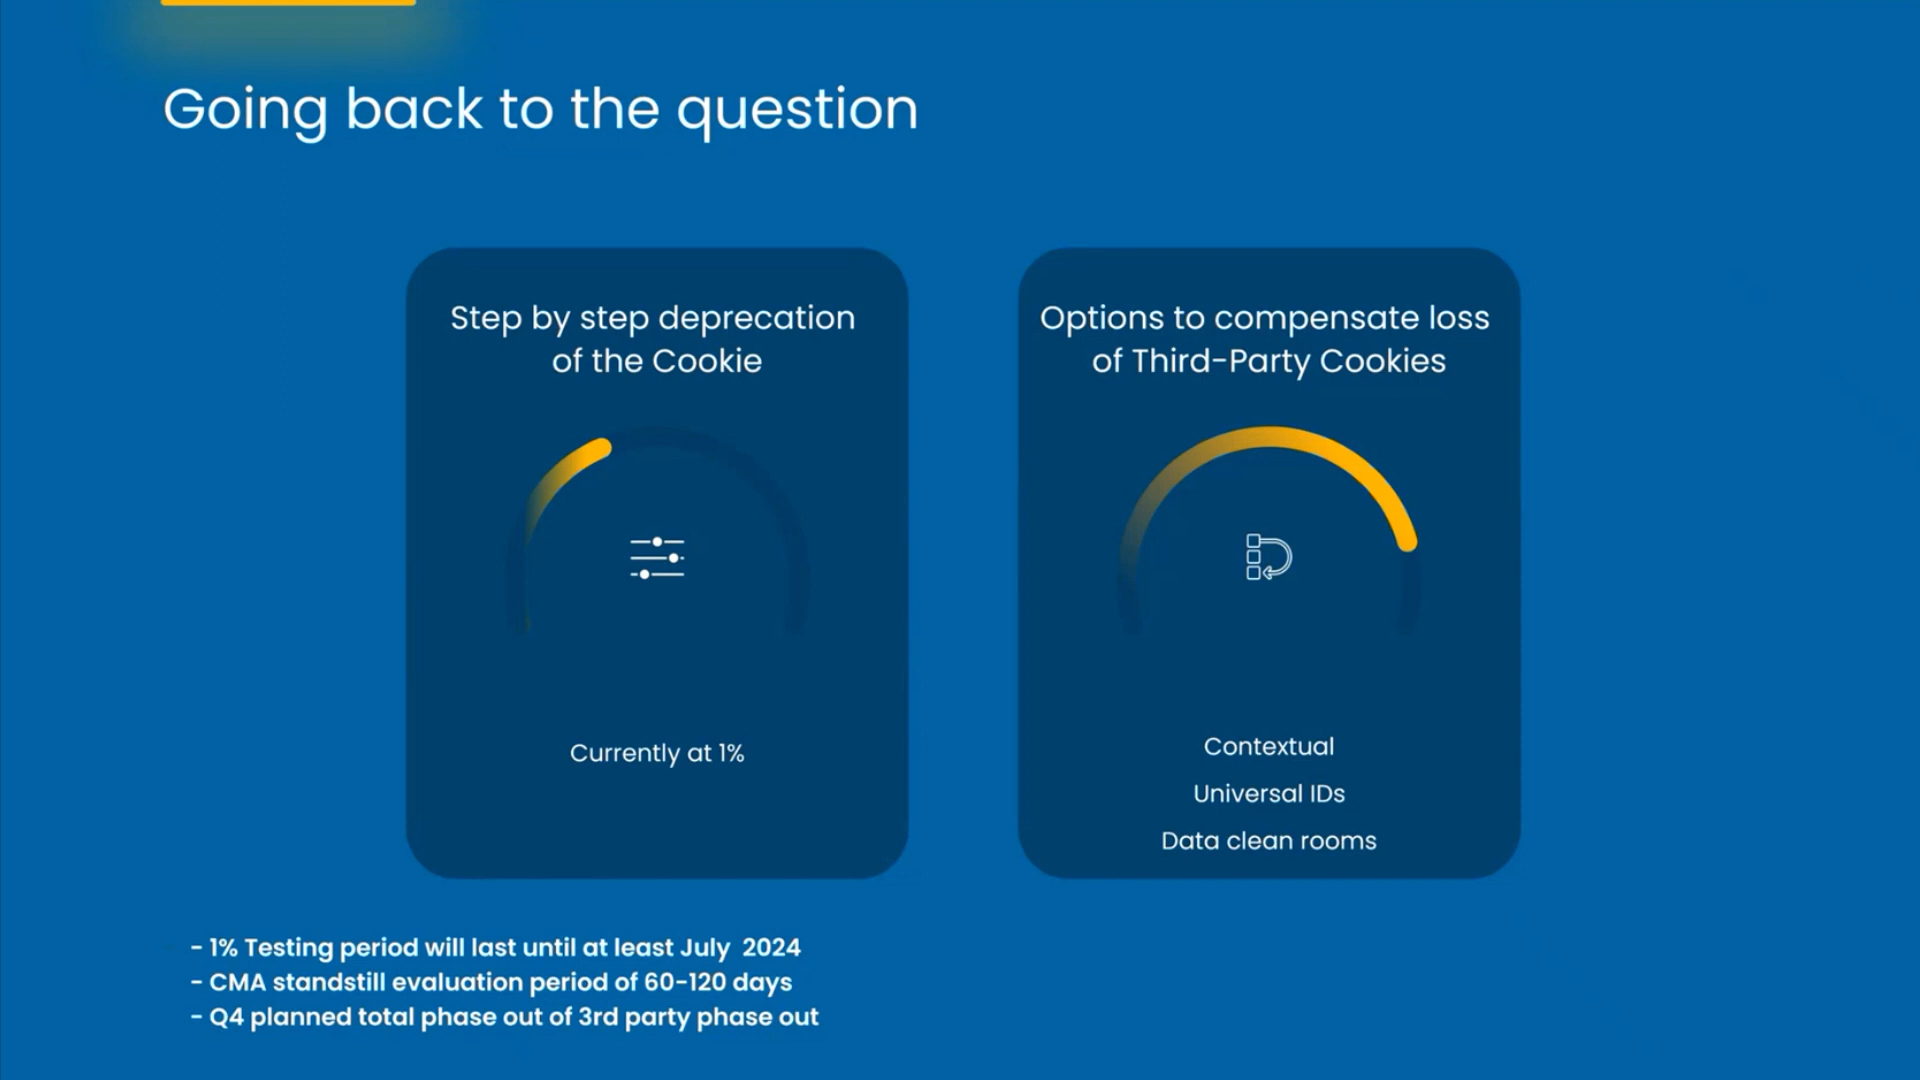 Going back to the question
Step by step deprecation
of the Cookie
Currently at 1%
Options to compensate loss
of Third-Party Cookies
Contextual
Universal IDs
Data clean rooms
- 1% Testing period will last until at least July  2024
- CMA standstill evaluation period of 60-120 days
- Q4 planned total phase out of 3rd party phase out